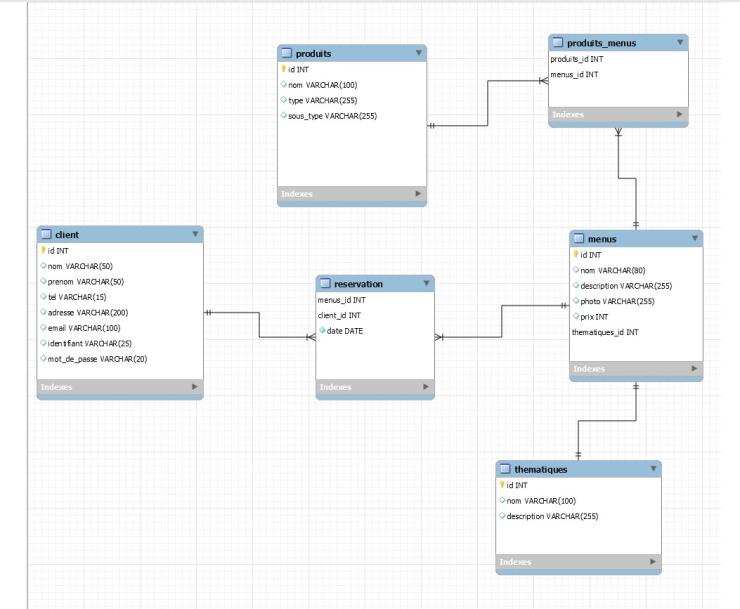 produits
id INT
nom VARCHAR(100)
type VARCHAR(255)
sous_type VARCHAR(255)
Indexes
produits_menus
produits_id INT
menus_id INT
Indexes
client
id INT
nom VARCHAR(50)
prenom VARCHAR(50)
tel VARCHAR(15)
adresse VARCHAR(200)
email VARCHAR(100)
identifiant VARCHAR(25)
mot_de_passe VARCHAR(20)
Indexes
reservation
menus_id INT
client_id INT
date DATE
Indexes
menus
id INT
nom VARCHAR(80)
description VARCHAR(255)
photo VARCHAR(255)
prix INT
thematiques_id INT
Indexes
thematiques
id INT
nom VARCHAR(100)
description VARCHAR(255)
Indexes